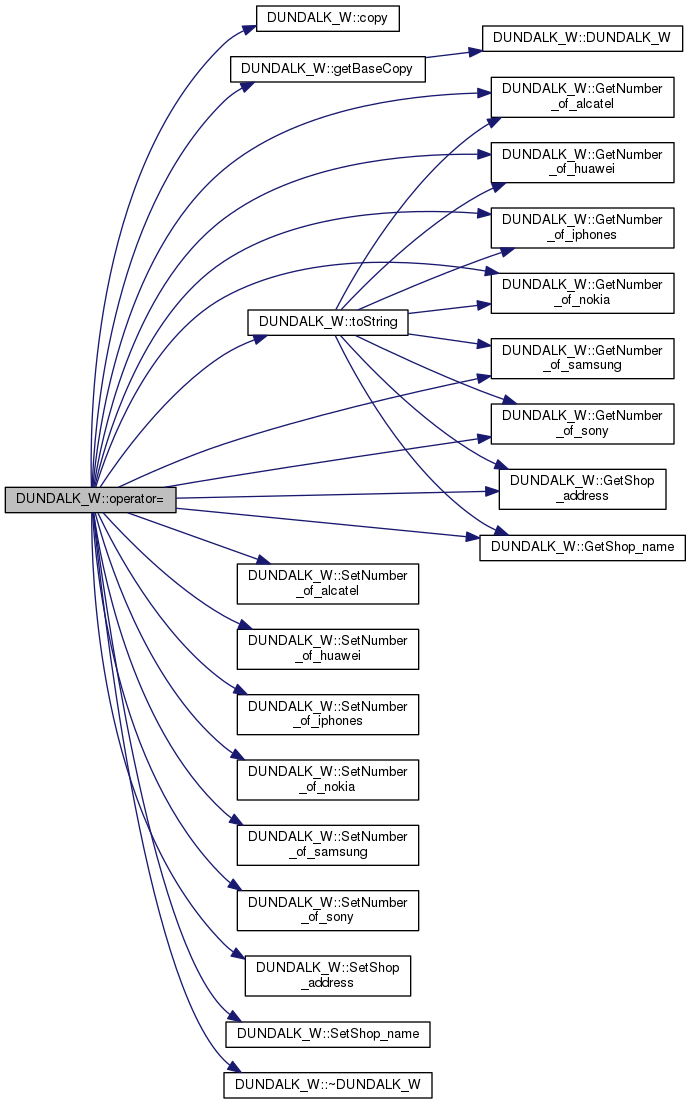 DUNDALK_W::copy
DUNDALK_W::DUNDALK_W
DUNDALK_W::getBaseCopy
DUNDALK_W::GetNumber
_of_alcatel
DUNDALK_W::GetNumber
_of_huawei
DUNDALK_W::GetNumber
_of_iphones
DUNDALK_W::GetNumber
_of_nokia
DUNDALK_W::toString
DUNDALK_W::GetNumber
_of_samsung
DUNDALK_W::GetNumber
_of_sony
DUNDALK_W::GetShop
_address
DUNDALK_W::operator=
DUNDALK_W::GetShop_name
DUNDALK_W::SetNumber
_of_alcatel
DUNDALK_W::SetNumber
_of_huawei
DUNDALK_W::SetNumber
_of_iphones
DUNDALK_W::SetNumber
_of_nokia
DUNDALK_W::SetNumber
_of_samsung
DUNDALK_W::SetNumber
_of_sony
DUNDALK_W::SetShop
_address
DUNDALK_W::SetShop_name
DUNDALK_W::~DUNDALK_W